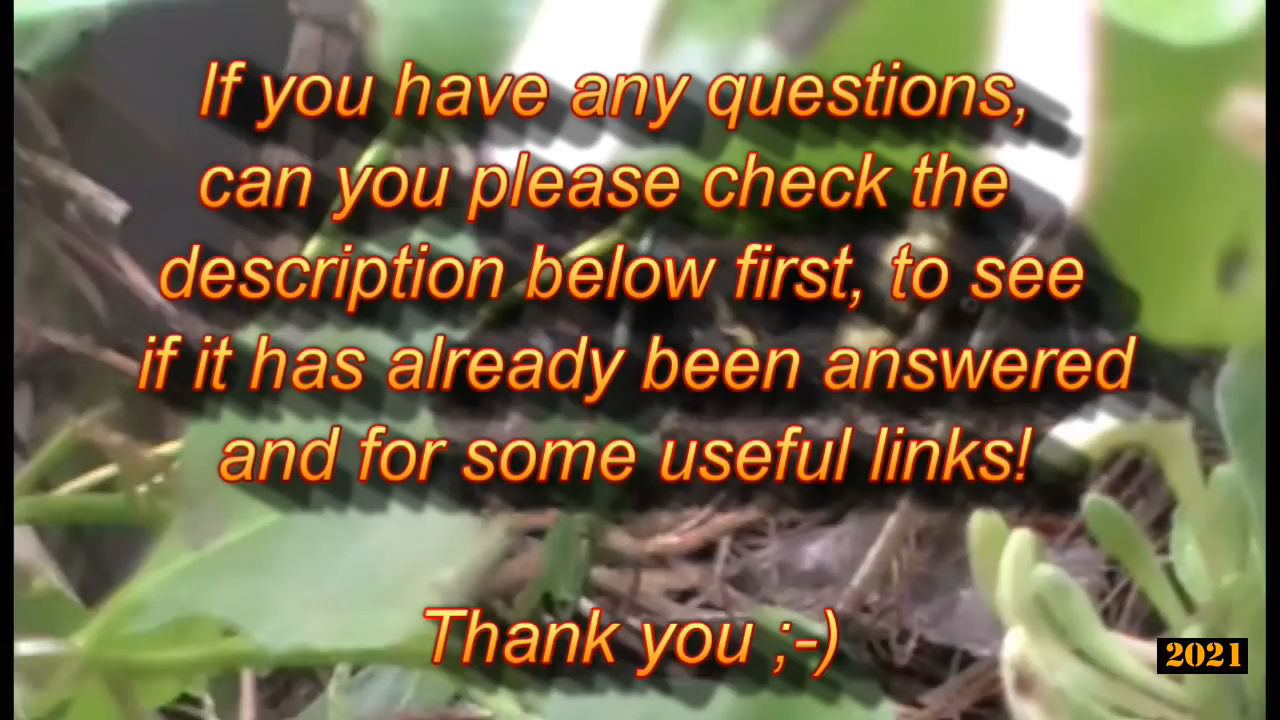 If you have any questions,
can you please check the
description below first, to see
if it has already been answered
and for some useful links!
Thank you ;-)
2021